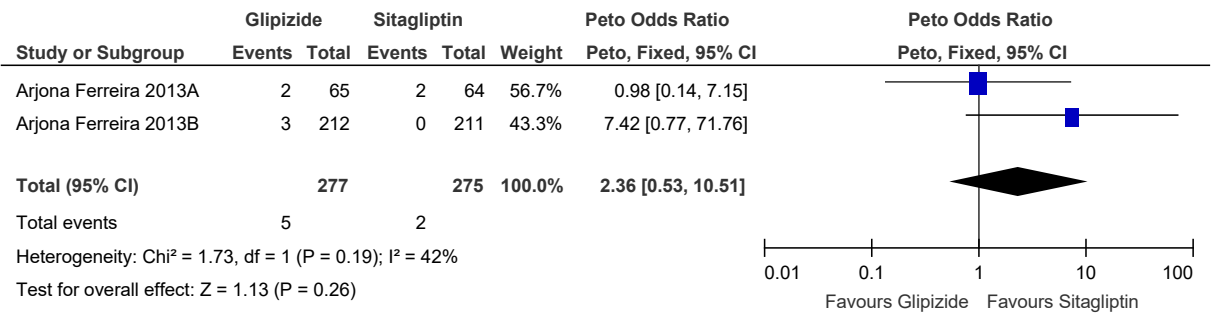 Glipizide Sitagliptin Peto Odds Ratio Peto Odds Ratio
Study or Subgroup Events Total Events Total Weight Peto, Fixed, 95% CI Peto, Fixed, 95% CI
Arjona Ferreira 2013A 2 65 2 64 56.7% 0.98 [0.14, 7.15]
Arjona Ferreira 2013B 3 212 0 211 43.3% 7.42 [0.77, 71.76]
Total (95% CI) 277 275 100.0% 2.36 [0.53, 10.51]
Total events 5 2
Heterogeneity: Chi² = 1.73, df = 1 (P = 0.19); I² = 42%
Test for overall effect: Z = 1.13 (P = 0.26)
0.01 0.1 1 10 100
Favours Glipizide Favours Sitagliptin